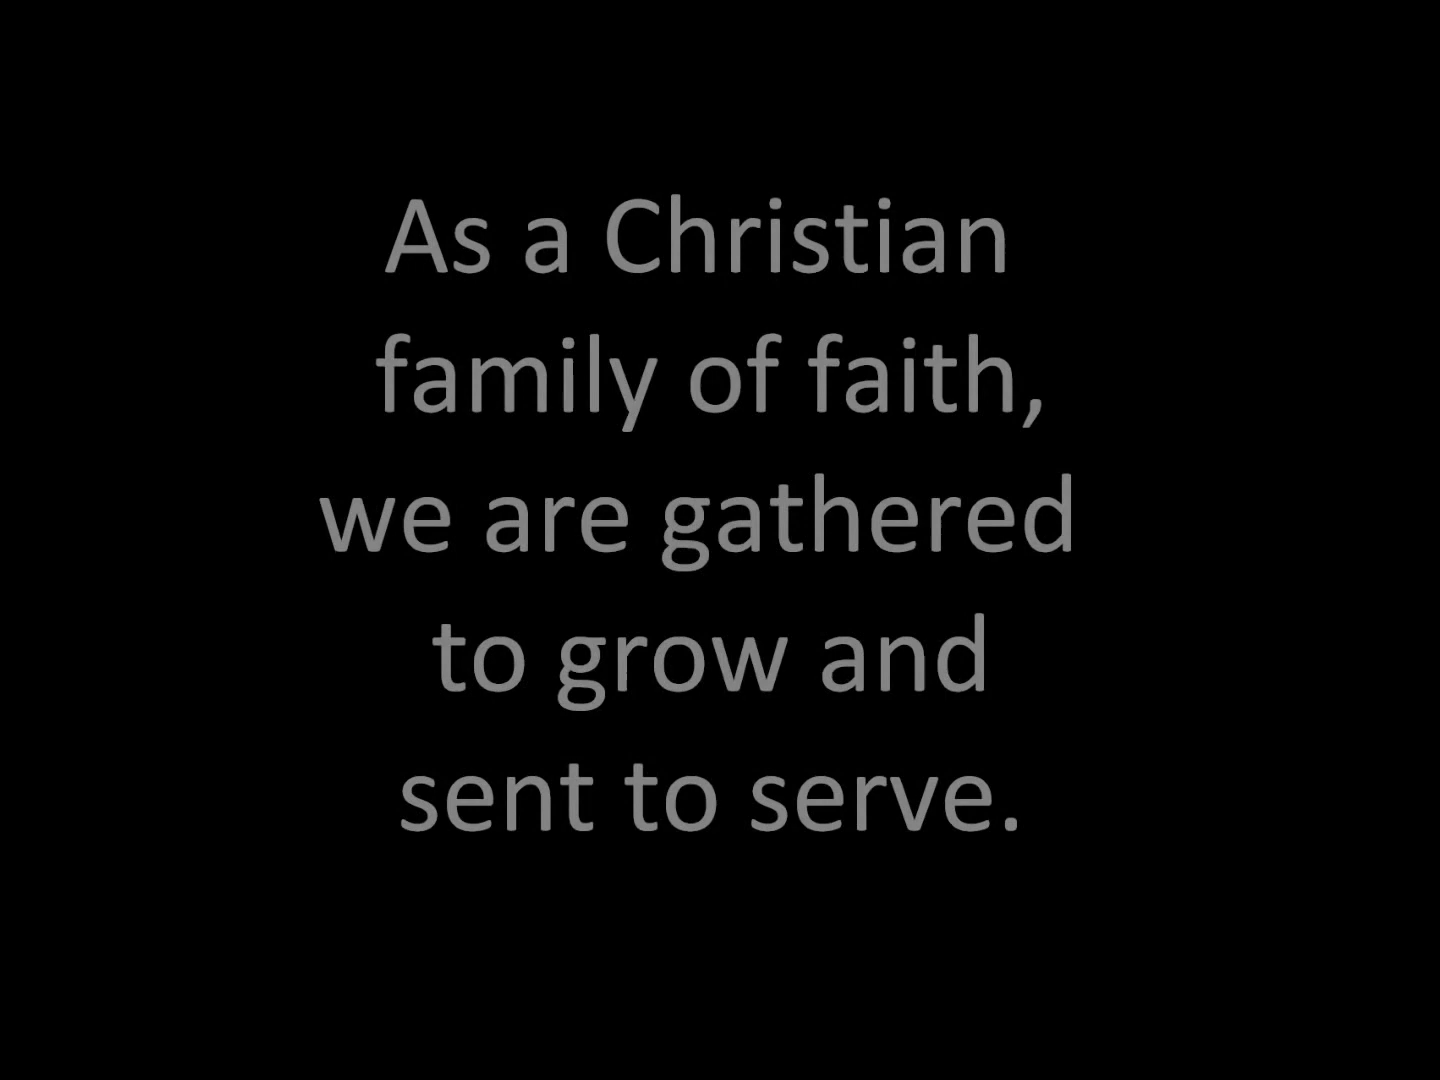 As a Christian
family of faith,
we are gathered
to grow and
sent to serve.